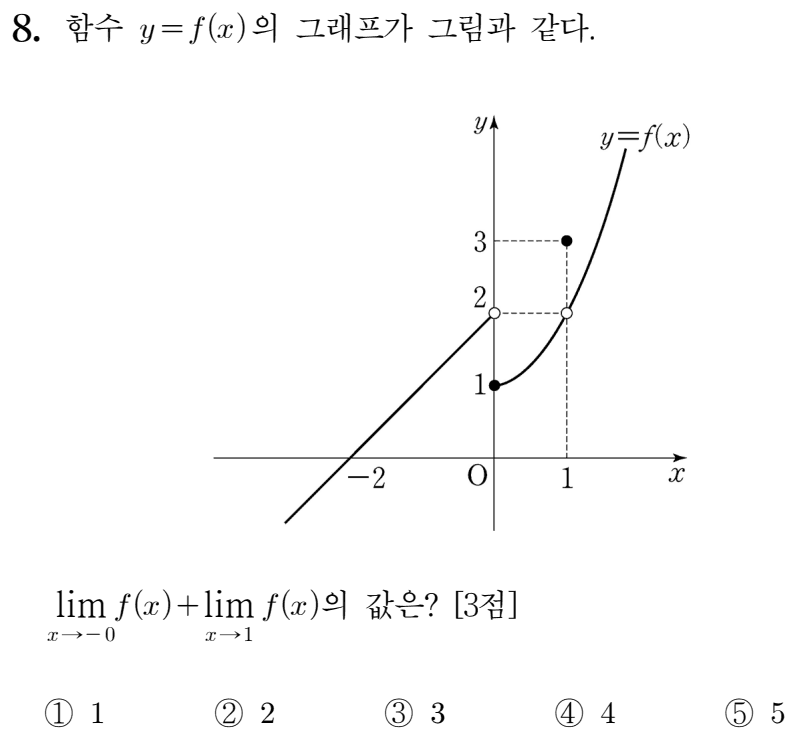 8. 함수 y=f(x)의 그래프가 그림과 같다.
y
y=f(x)
3
2
1
-2
O
1
x
lim f(x)+lim f(x)의 값은? [3점]
x→-0 x→1
① 1 ② 2 ③ 3 ④ 4 ⑤ 5